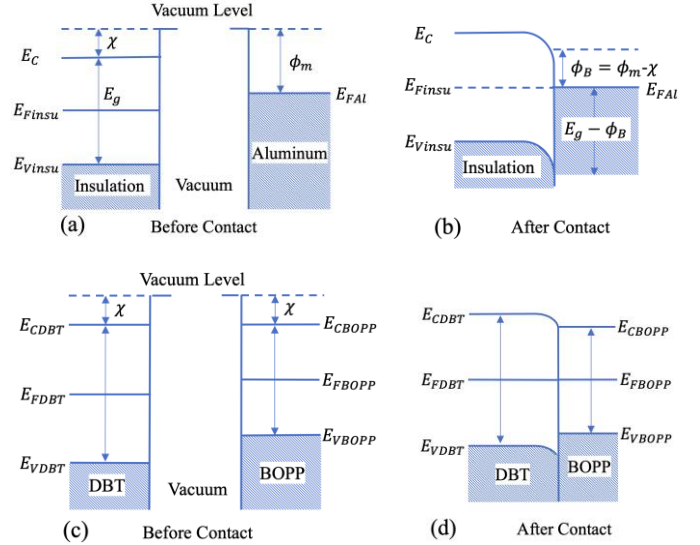 Vacuum Level
χ
E_C
E_g
ϕ_m
E_Finsu
E_FAl
E_Vinsu
Insulation
Vacuum
Aluminum
(a)
Before Contact
E_C
ϕ_B = ϕ_m-χ
E_Finsu
E_FAl
E_g − ϕ_B
E_Vinsu
Insulation
(b)
After Contact
Vacuum Level
χ
χ
E_CDBT
E_CBOPP
E_FDBT
E_FBOPP
E_VBOPP
E_VDBT
DBT
Vacuum
BOPP
(c)
Before Contact
E_CDBT
E_CBOPP
E_FDBT
E_FBOPP
E_VDBT
E_VBOPP
DBT
BOPP
(d)
After Contact